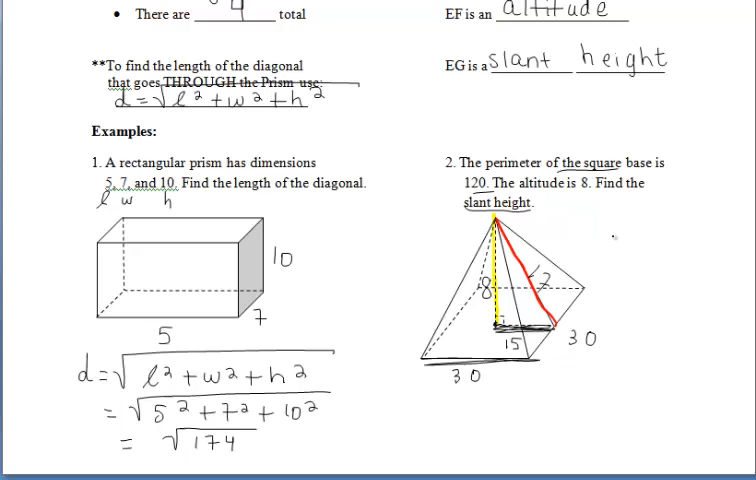 • There are 4 total
**To find the length of the diagonal
that goes THROUGH the Prism use:
d = √l² + w² + h²
Examples:
1. A rectangular prism has dimensions
5, 7, and 10. Find the length of the diagonal.
l w h
10
7
5
d = √l² + w² + h²
= √5² + 7² + 10²
= √174
EF is an altitude
EG is a slant height
2. The perimeter of the square base is
120. The altitude is 8. Find the
slant height.
8
?
15
30
30